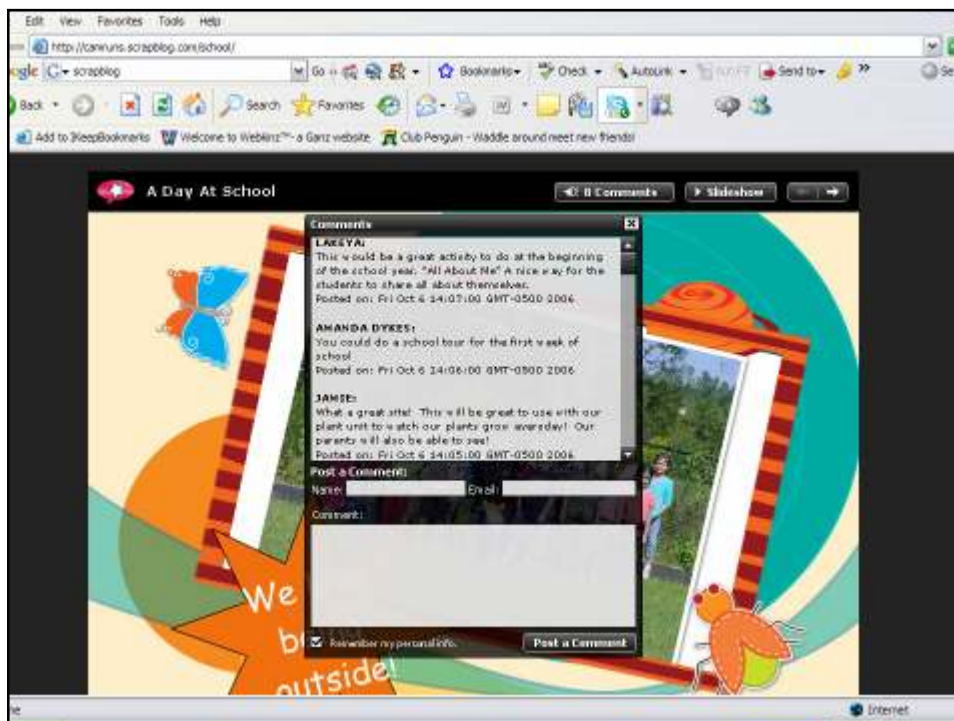 Edit View Favorites Tools Help
http://canruns.scrapblog.com/school/
gle G scrapblog Go Bookmarks Check AutoLink Send to Se
Back Search Favorites
Add to IKeepBookmarks Welcome to Webkinz™ - a Ganz website Club Penguin - Waddle around meet new friends!
A Day At School 8 Comments Slideshow
Comments
LAKEYA:
This would be a great activity to do at the beginning
of the school year. "All About Me" A nice way for the
students to share all about themselves.
Posted on: Fri Oct 6 14:07:00 GMT-0500 2006
AMANDA DYKES:
You could do a school tour for the first week of
school
Posted on: Fri Oct 6 14:06:00 GMT-0500 2006
JAMIE:
What a great site! This will be great to use with our
plant unit to watch our plants grow everyday! Our
parents will also be able to see!
Posted on: Fri Oct 6 14:05:00 GMT-0500 2006
Post a Comment:
Name: Email:
Comment:
Remember my personal info. Post a Comment
We
b
outside!
Internet